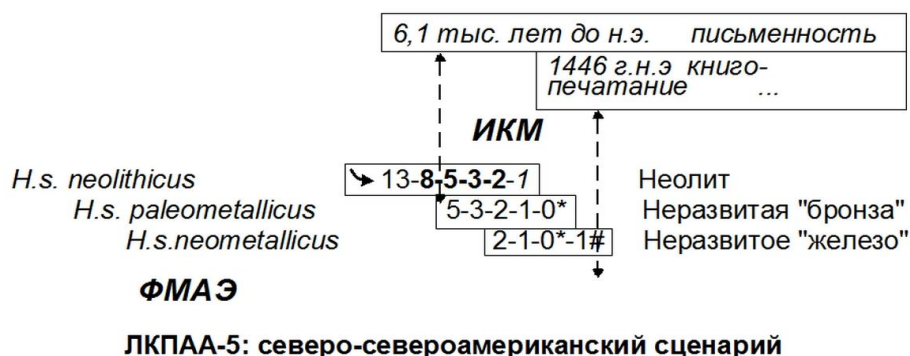 6,1 тыс. лет до н.э. письменность
1446 г.н.э книго-
печатание ...
ИКМ
H.s. neolithicus 13-8-5-3-2-1 Неолит
H.s. paleometallicus 5-3-2-1-0* Неразвитая "бронза"
H.s.neometallicus 2-1-0*-1# Неразвитое "железо"
ФМАЭ
ЛКПАА-5: северо-североамериканский сценарий